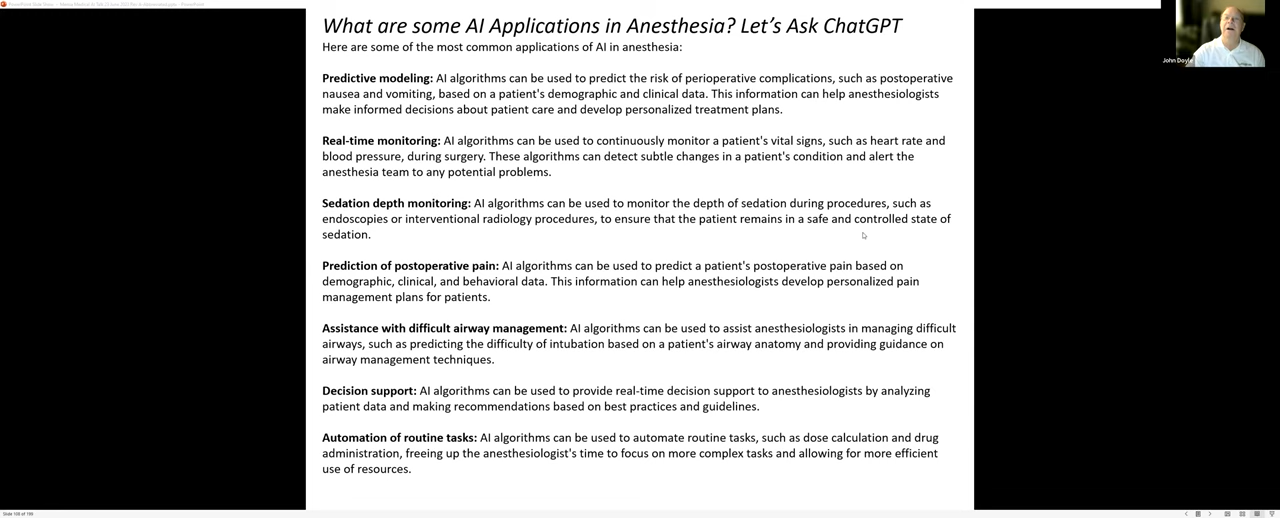 What are some AI Applications in Anesthesia? Let's Ask ChatGPT
Here are some of the most common applications of AI in anesthesia:
Predictive modeling: AI algorithms can be used to predict the risk of perioperative complications, such as postoperative
nausea and vomiting, based on a patient's demographic and clinical data. This information can help anesthesiologists
make informed decisions about patient care and develop personalized treatment plans.
Real-time monitoring: AI algorithms can be used to continuously monitor a patient's vital signs, such as heart rate and
blood pressure, during surgery. These algorithms can detect subtle changes in a patient's condition and alert the
anesthesia team to any potential problems.
Sedation depth monitoring: AI algorithms can be used to monitor the depth of sedation during procedures, such as
endoscopies or interventional radiology procedures, to ensure that the patient remains in a safe and controlled state of
sedation.
Prediction of postoperative pain: AI algorithms can be used to predict a patient's postoperative pain based on
demographic, clinical, and behavioral data. This information can help anesthesiologists develop personalized pain
management plans for patients.
Assistance with difficult airway management: AI algorithms can be used to assist anesthesiologists in managing difficult
airways, such as predicting the difficulty of intubation based on a patient's airway anatomy and providing guidance on
airway management techniques.
Decision support: AI algorithms can be used to provide real-time decision support to anesthesiologists by analyzing
patient data and making recommendations based on best practices and guidelines.
Automation of routine tasks: AI algorithms can be used to automate routine tasks, such as dose calculation and drug
administration, freeing up the anesthesiologist's time to focus on more complex tasks and allowing for more efficient
use of resources.
John Doyle
Slide 108 of 199